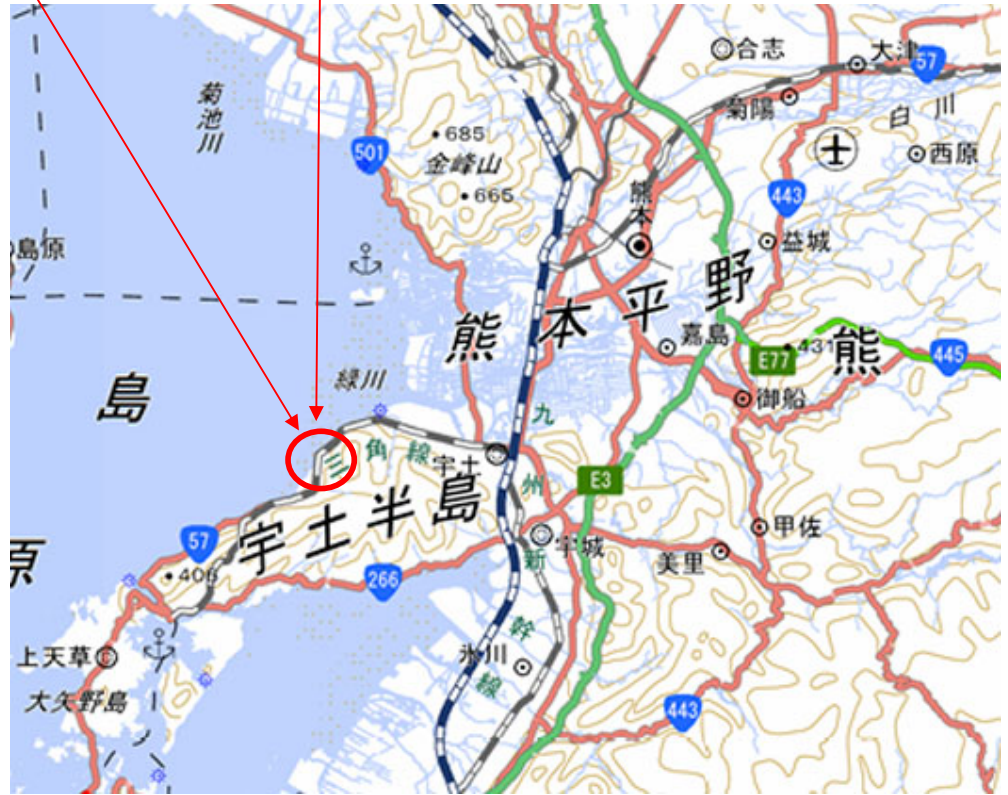 合志
大津
57
菊池川
菊陽
白川
685
501
金峰山
西原
665
熊本
443
島原
益城
熊本平野
嘉島
E77
431
熊
445
緑川
島
御船
九州新幹線
三角線
宇土
E3
宇土半島
57
宇城
甲佐
原
美里
406
266
上天草
氷川
大矢野島
443